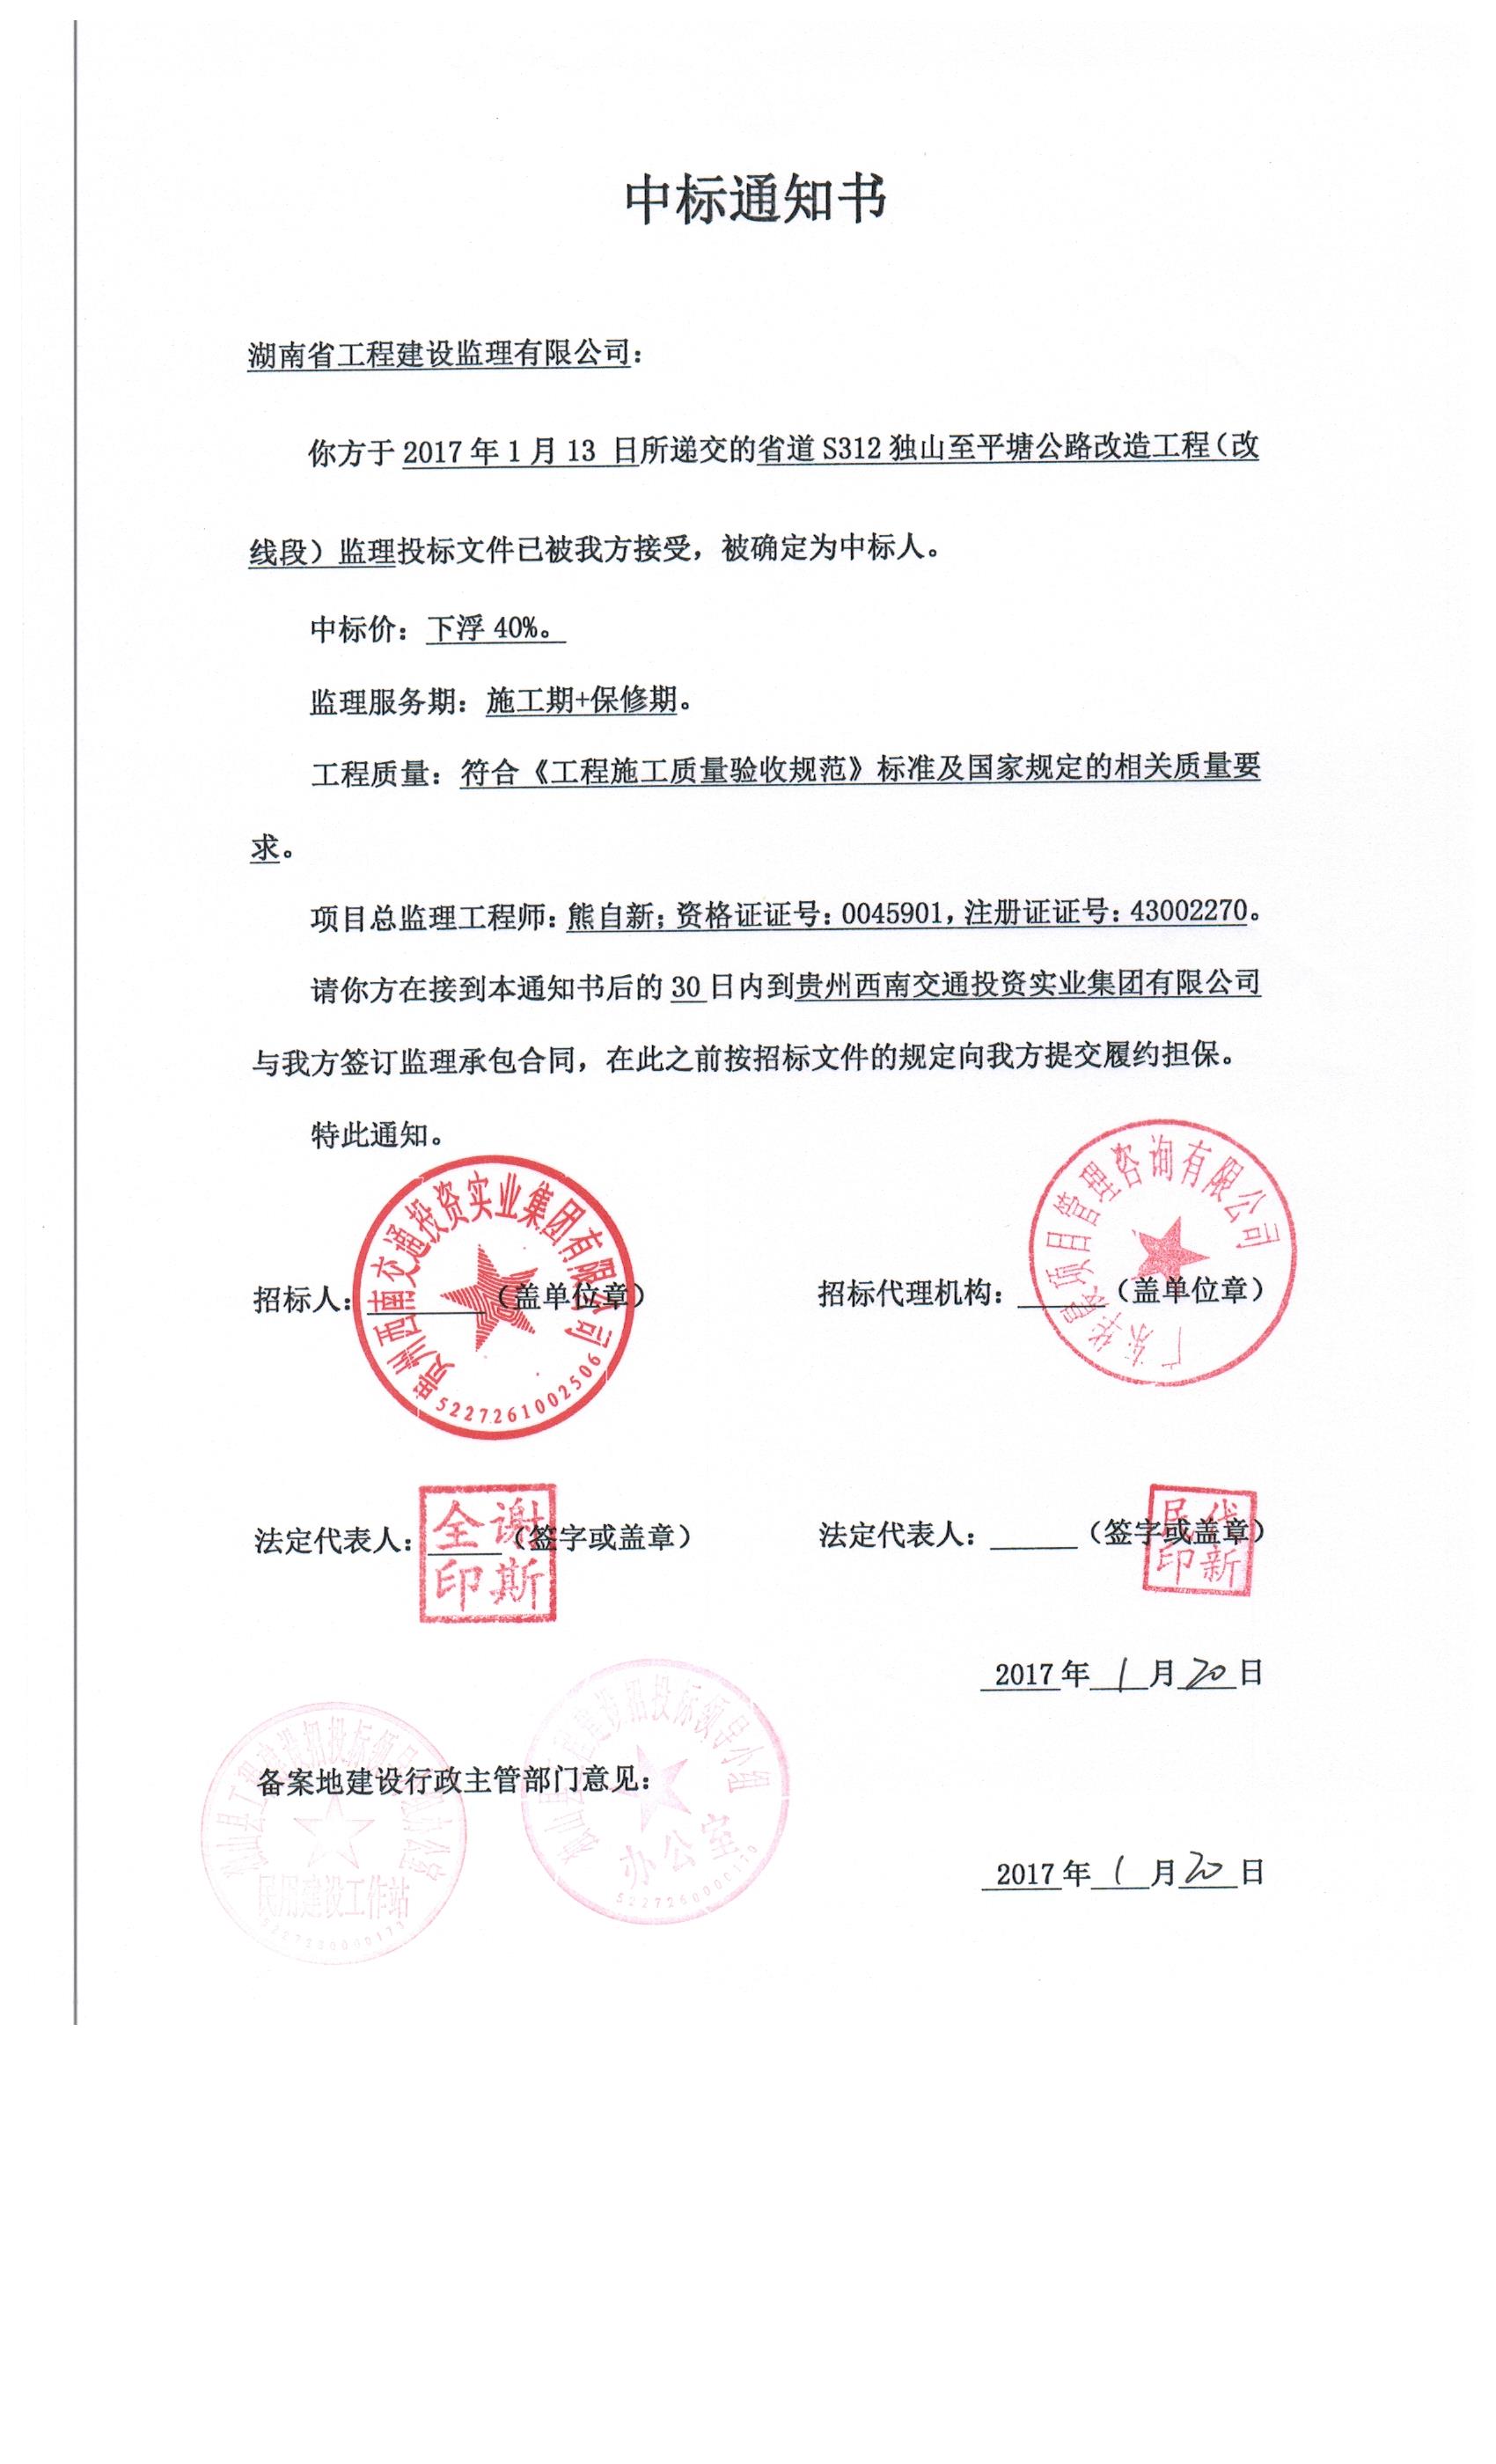 中标通知书
湖南省工程建设监理有限公司：
你方于 2017 年 1 月 13 日所递交的省道 S312 独山至平塘公路改造工程（改
线段）监理投标文件已被我方接受，被确定为中标人。
中标价：下浮 40%。
监理服务期：施工期+保修期。
工程质量：符合《工程施工质量验收规范》标准及国家规定的相关质量要
求。
项目总监理工程师：熊自新；资格证证号：0045901，注册证证号：43002270。
请你方在接到本通知书后的 30 日内到贵州西南交通投资实业集团有限公司
与我方签订监理承包合同，在此之前按招标文件的规定向我方提交履约担保。
特此通知。
贵州西南交通投资实业集团有限公司
5227261002506
项目管理咨询有限公司
招标人：（盖单位章） 招标代理机构：（盖单位章）
法定代表人：（签字或盖章） 法定代表人：（签字或盖章）
谢斯全印
代新民印
2017 年 1 月 20 日
备案地建设行政主管部门意见：
独山县工程建设招投标领导小组
办公室
民用建设工作站
2017 年 1 月 20 日